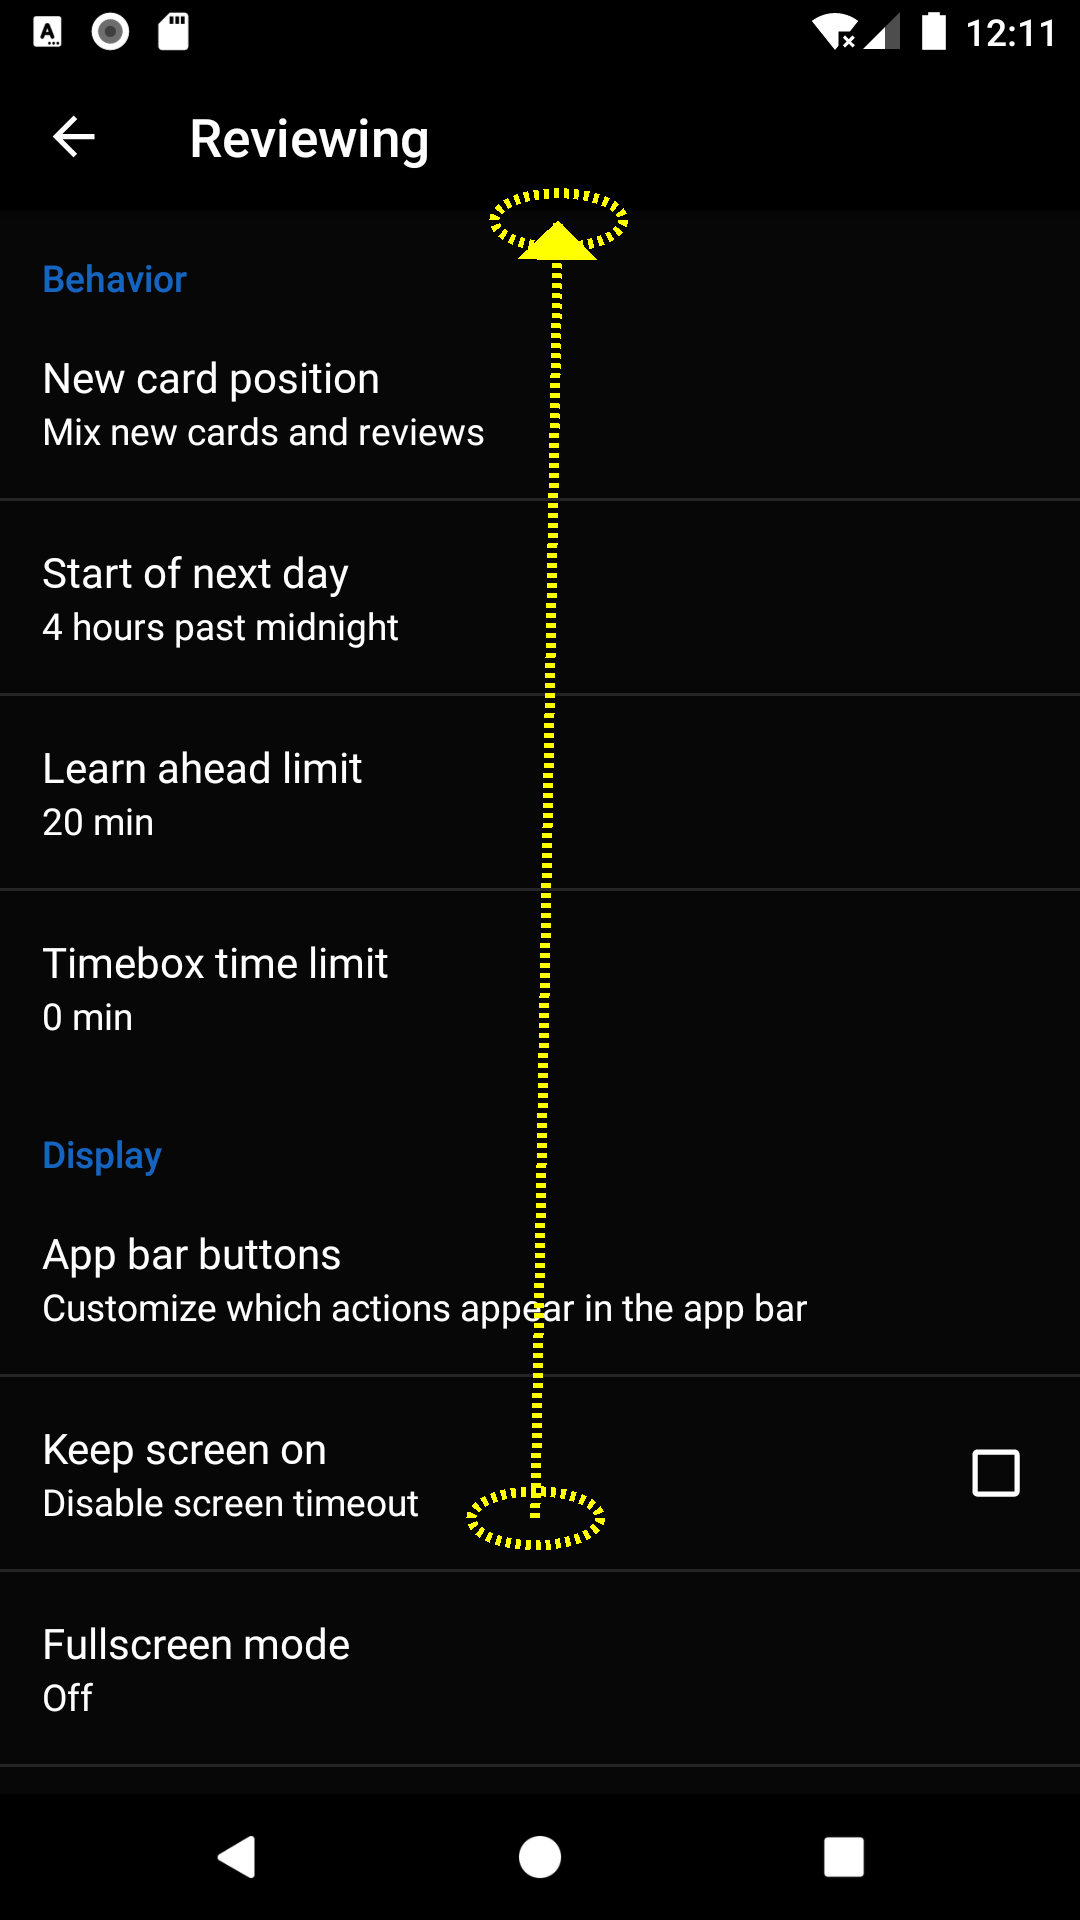 12:11
Reviewing
Behavior
New card position
Mix new cards and reviews
Start of next day
4 hours past midnight
Learn ahead limit
20 min
Timebox time limit
0 min
Display
App bar buttons
Customize which actions appear in the app bar
Keep screen on
Disable screen timeout
Fullscreen mode
Off